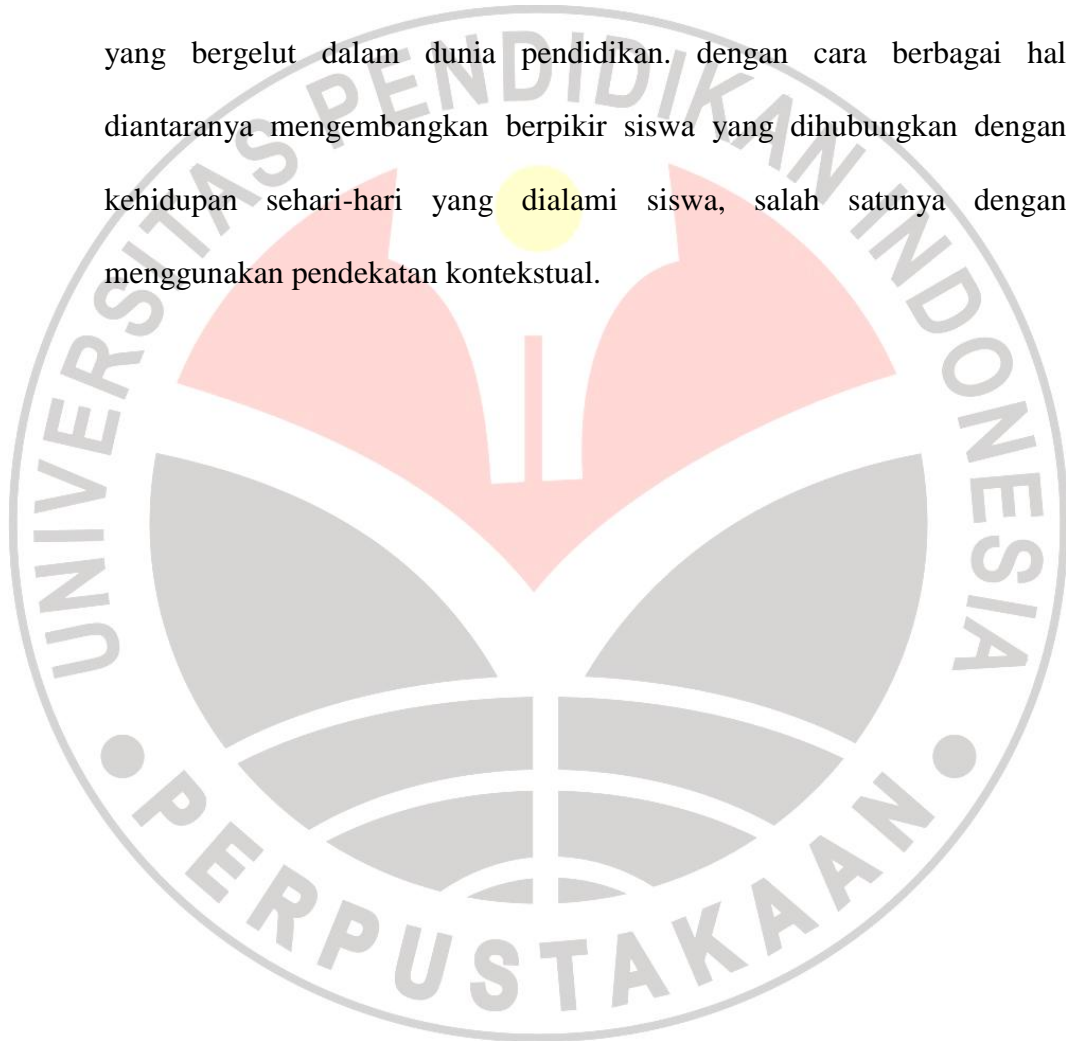 yang bergelut dalam dunia pendidikan. dengan cara berbagai hal
diantaranya mengembangkan berpikir siswa yang dihubungkan dengan
kehidupan sehari-hari yang dialami siswa, salah satunya dengan
menggunakan pendekatan kontekstual.
UNIVERSITAS PENDIDIKAN INDONESIA
PERPUSTAKAAN